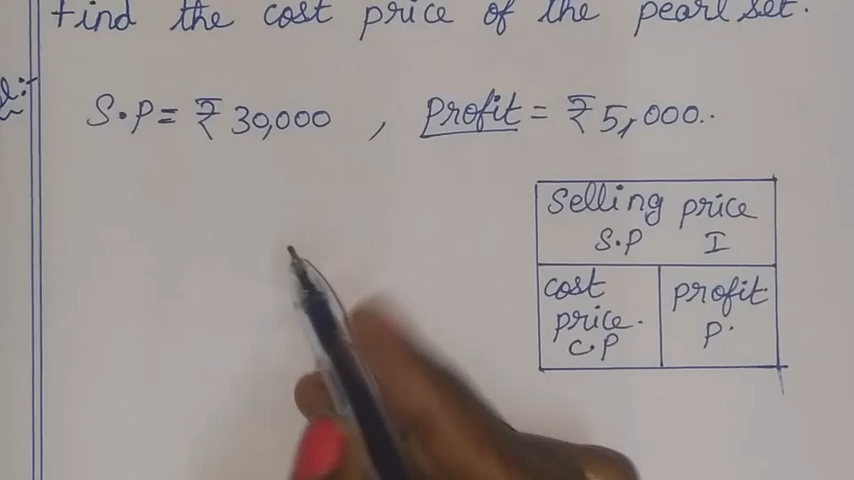 find the cost price of the pearl set.
S.P = ₹ 30,000 , profit = ₹ 5,000.
Selling price
S.P I
cost profit
price. P.
C P